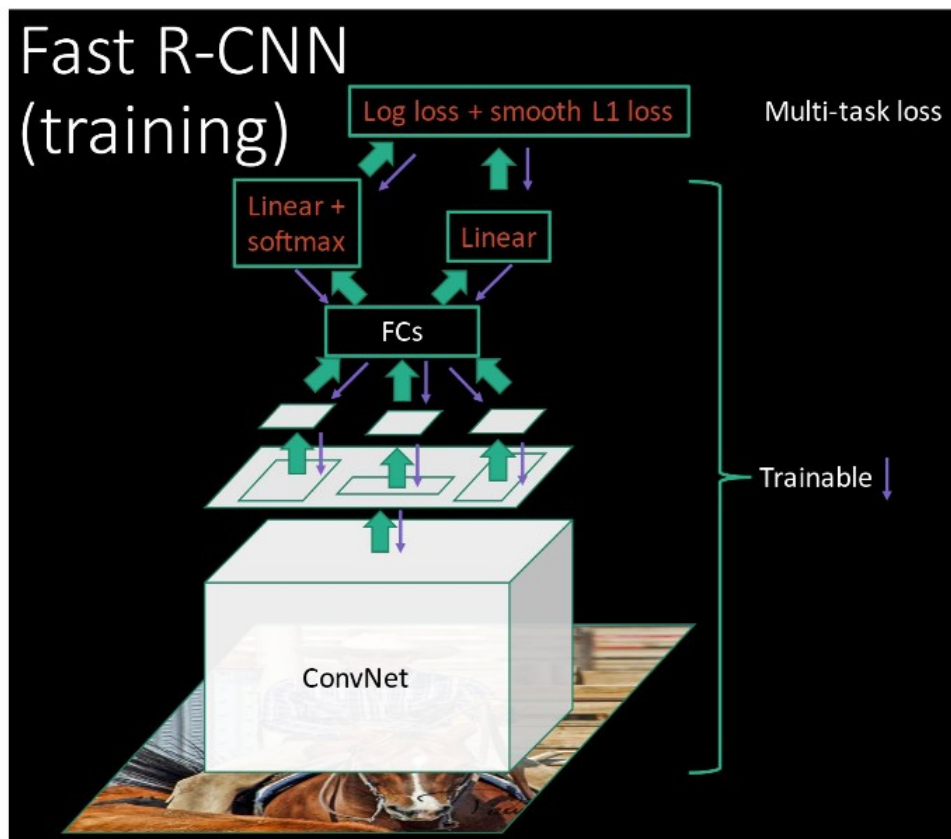 Fast R-CNN
(training)
Log loss + smooth L1 loss
Multi-task loss
Linear +
softmax
Linear
FCs
Trainable
ConvNet